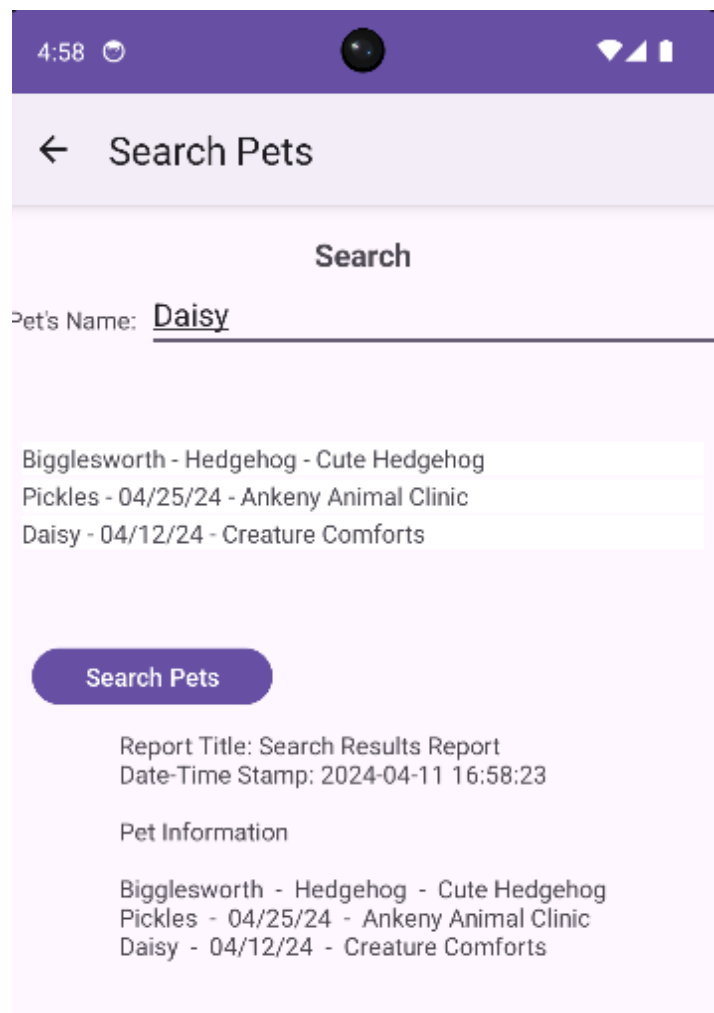 4:58
Search Pets
Search
Pet's Name: Daisy
Bigglesworth - Hedgehog - Cute Hedgehog
Pickles - 04/25/24 - Ankeny Animal Clinic
Daisy - 04/12/24 - Creature Comforts
Search Pets
Report Title: Search Results Report
Date-Time Stamp: 2024-04-11 16:58:23
Pet Information
Bigglesworth - Hedgehog - Cute Hedgehog
Pickles - 04/25/24 - Ankeny Animal Clinic
Daisy - 04/12/24 - Creature Comforts